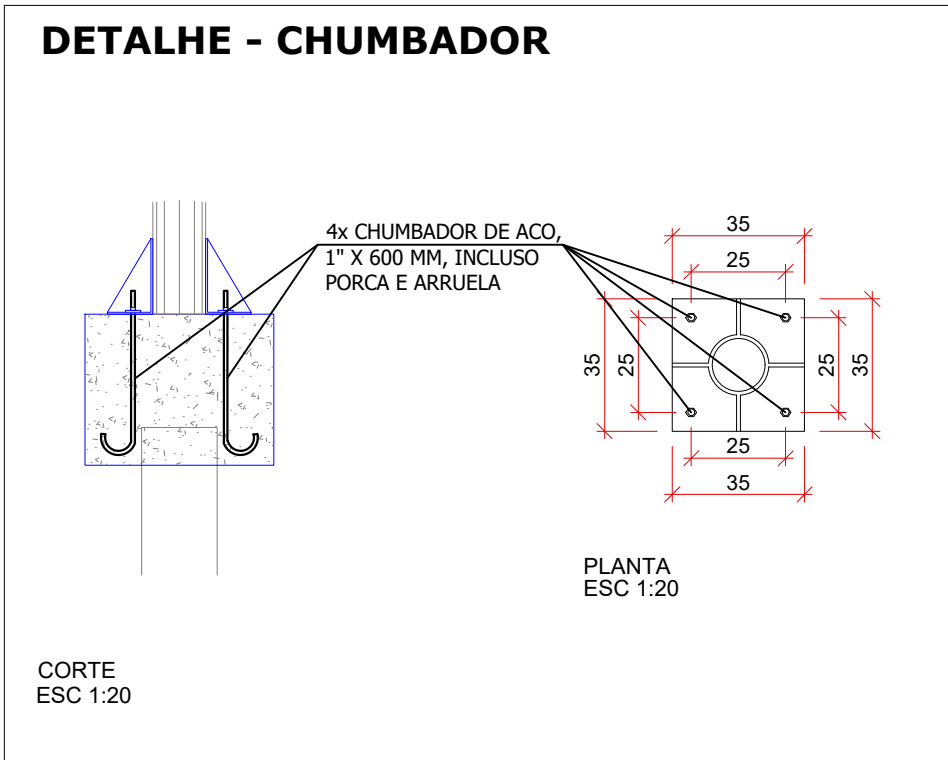 DETALHE - CHUMBADOR
4x CHUMBADOR DE ACO,
1" X 600 MM, INCLUSO
PORCA E ARRUELA
35
25
35
25
25
35
25
35
PLANTA
ESC 1:20
CORTE
ESC 1:20